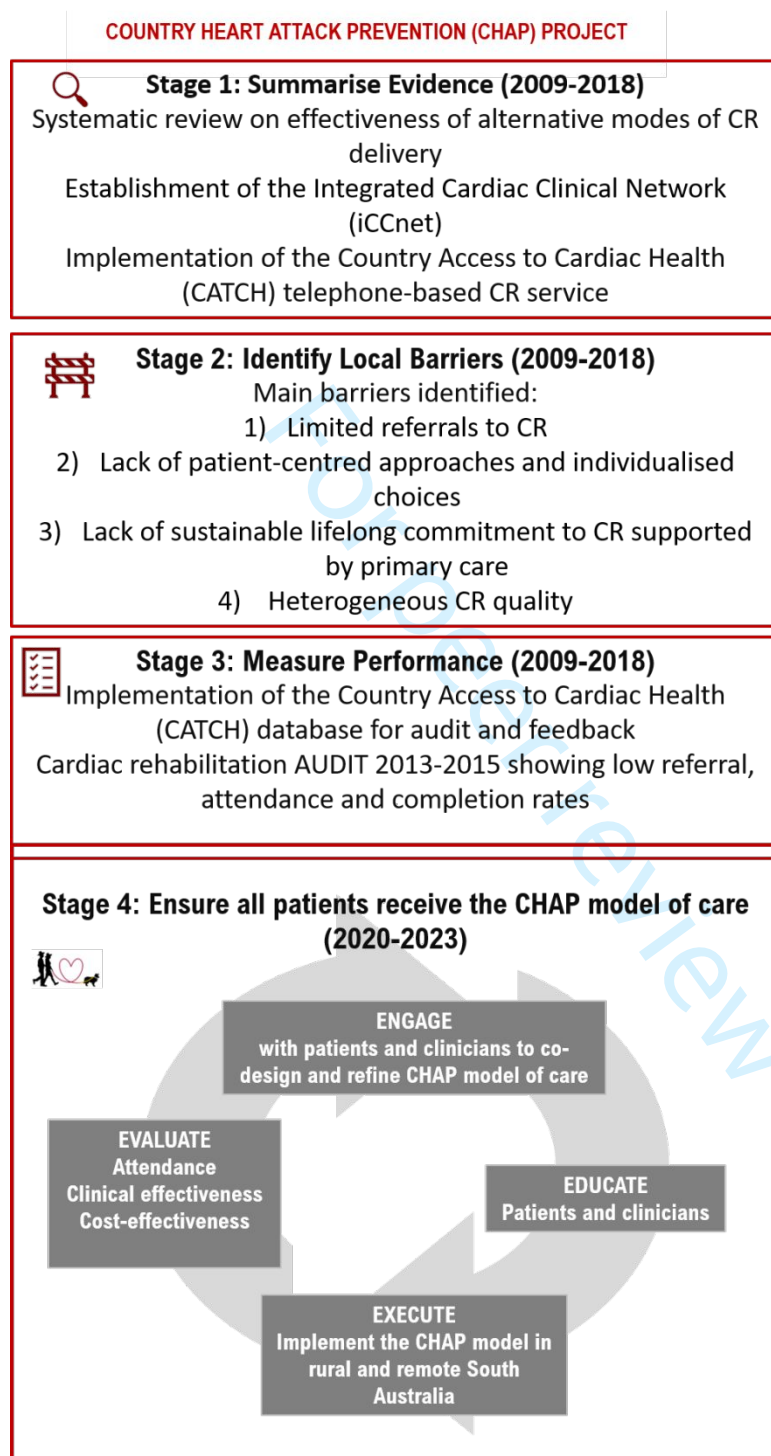 COUNTRY HEART ATTACK PREVENTION (CHAP) PROJECT
Stage 1: Summarise Evidence (2009-2018)
Systematic review on effectiveness of alternative modes of CR
delivery
Establishment of the Integrated Cardiac Clinical Network
(iCCnet)
Implementation of the Country Access to Cardiac Health
(CATCH) telephone-based CR service
Stage 2: Identify Local Barriers (2009-2018)
Main barriers identified:
1) Limited referrals to CR
2) Lack of patient-centred approaches and individualised
choices
3) Lack of sustainable lifelong commitment to CR supported
by primary care
4) Heterogeneous CR quality
Stage 3: Measure Performance (2009-2018)
Implementation of the Country Access to Cardiac Health
(CATCH) database for audit and feedback
Cardiac rehabilitation AUDIT 2013-2015 showing low referral,
attendance and completion rates
Stage 4: Ensure all patients receive the CHAP model of care
(2020-2023)
ENGAGE
with patients and clinicians to co-
design and refine CHAP model of care
EVALUATE
Attendance
Clinical effectiveness
Cost-effectiveness
EDUCATE
Patients and clinicians
EXECUTE
Implement the CHAP model in
rural and remote South
Australia
For peer review